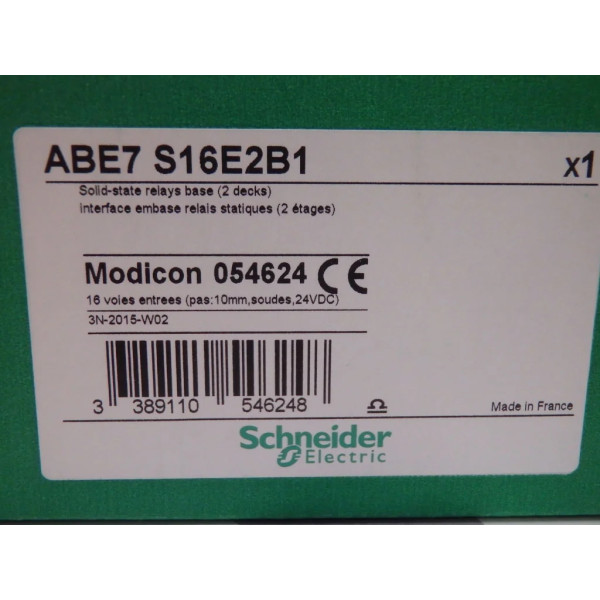 ABE7 S16E2B1 x1
Solid-state relays base (2 decks)
Interface embase relais statiques (2 étages)
Modicon 054624 CE
16 voies entrees (pas:10mm,soudes,24VDC)
3N-2015-W02
3 389110 546248
Made in France
Schneider
Electric